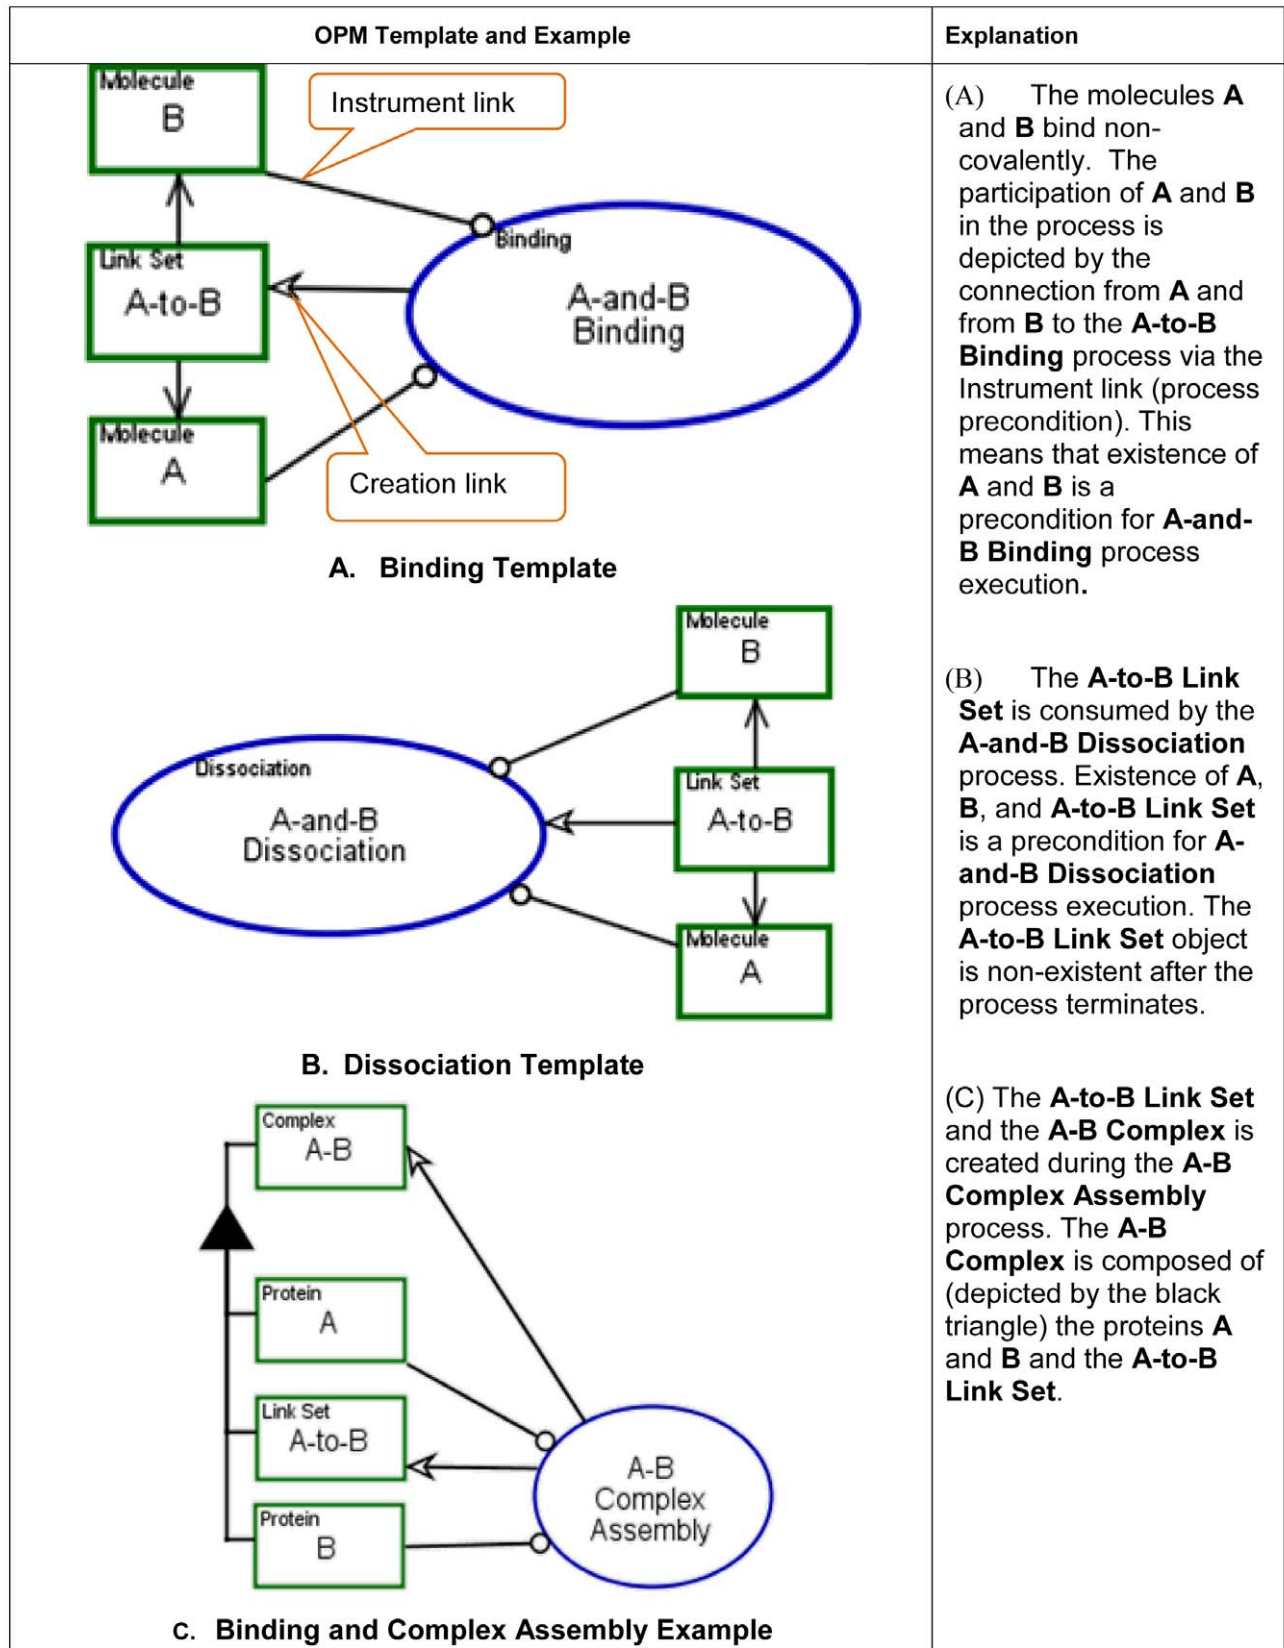 OPM Template and Example
Explanation
Molecule
B
Instrument link
Link Set
A-to-B
Binding
A-and-B
Binding
Molecule
A
Creation link
A. Binding Template
(A) The molecules A
and B bind non-
covalently. The
participation of A and B
in the process is
depicted by the
connection from A and
from B to the A-to-B
Binding process via the
Instrument link (process
precondition). This
means that existence of
A and B is a
precondition for A-and-
B Binding process
execution.
Molecule
B
Dissociation
A-and-B
Dissociation
Link Set
A-to-B
Molecule
A
B. Dissociation Template
(B) The A-to-B Link
Set is consumed by the
A-and-B Dissociation
process. Existence of A,
B, and A-to-B Link Set
is a precondition for A-
and-B Dissociation
process execution. The
A-to-B Link Set object
is non-existent after the
process terminates.
Complex
A-B
Protein
A
Link Set
A-to-B
Protein
B
A-B
Complex
Assembly
C. Binding and Complex Assembly Example
(C) The A-to-B Link Set
and the A-B Complex is
created during the A-B
Complex Assembly
process. The A-B
Complex is composed of
(depicted by the black
triangle) the proteins A
and B and the A-to-B
Link Set.